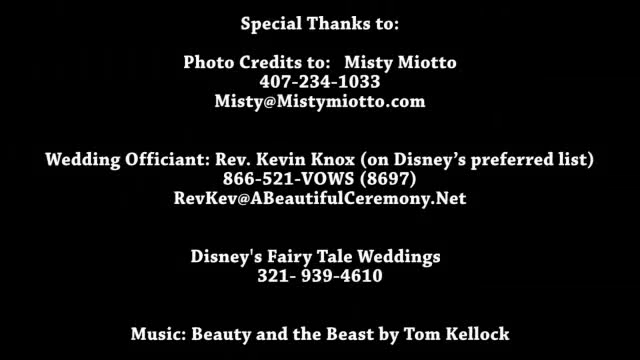 Special Thanks to:
Photo Credits to: Misty Miotto
407-234-1033
Misty@Mistymiotto.com
Wedding Officiant: Rev. Kevin Knox (on Disney’s preferred list)
866-521-VOWS (8697)
RevKev@ABeautifulCeremony.Net
Disney's Fairy Tale Weddings
321- 939-4610
Music: Beauty and the Beast by Tom Kellock